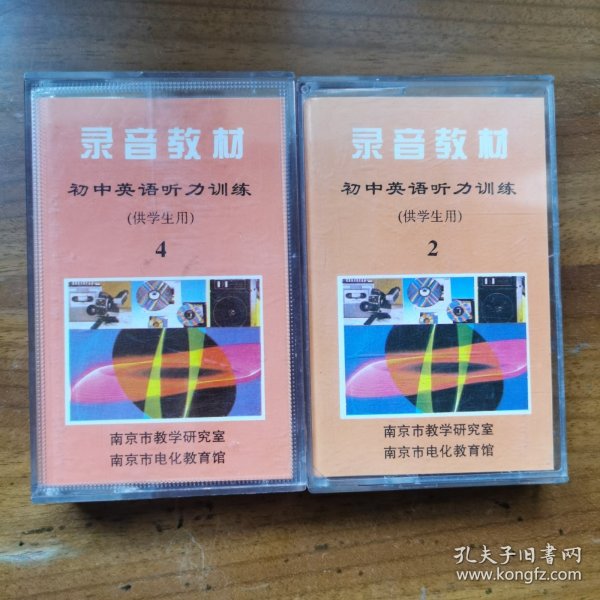 录音教材
初中英语听力训练
(供学生用)
4
南京市教学研究室
南京市电化教育馆
录音教材
初中英语听力训练
(供学生用)
2
南京市教学研究室
南京市电化教育馆
孔夫子旧书网
www.kongfz.com